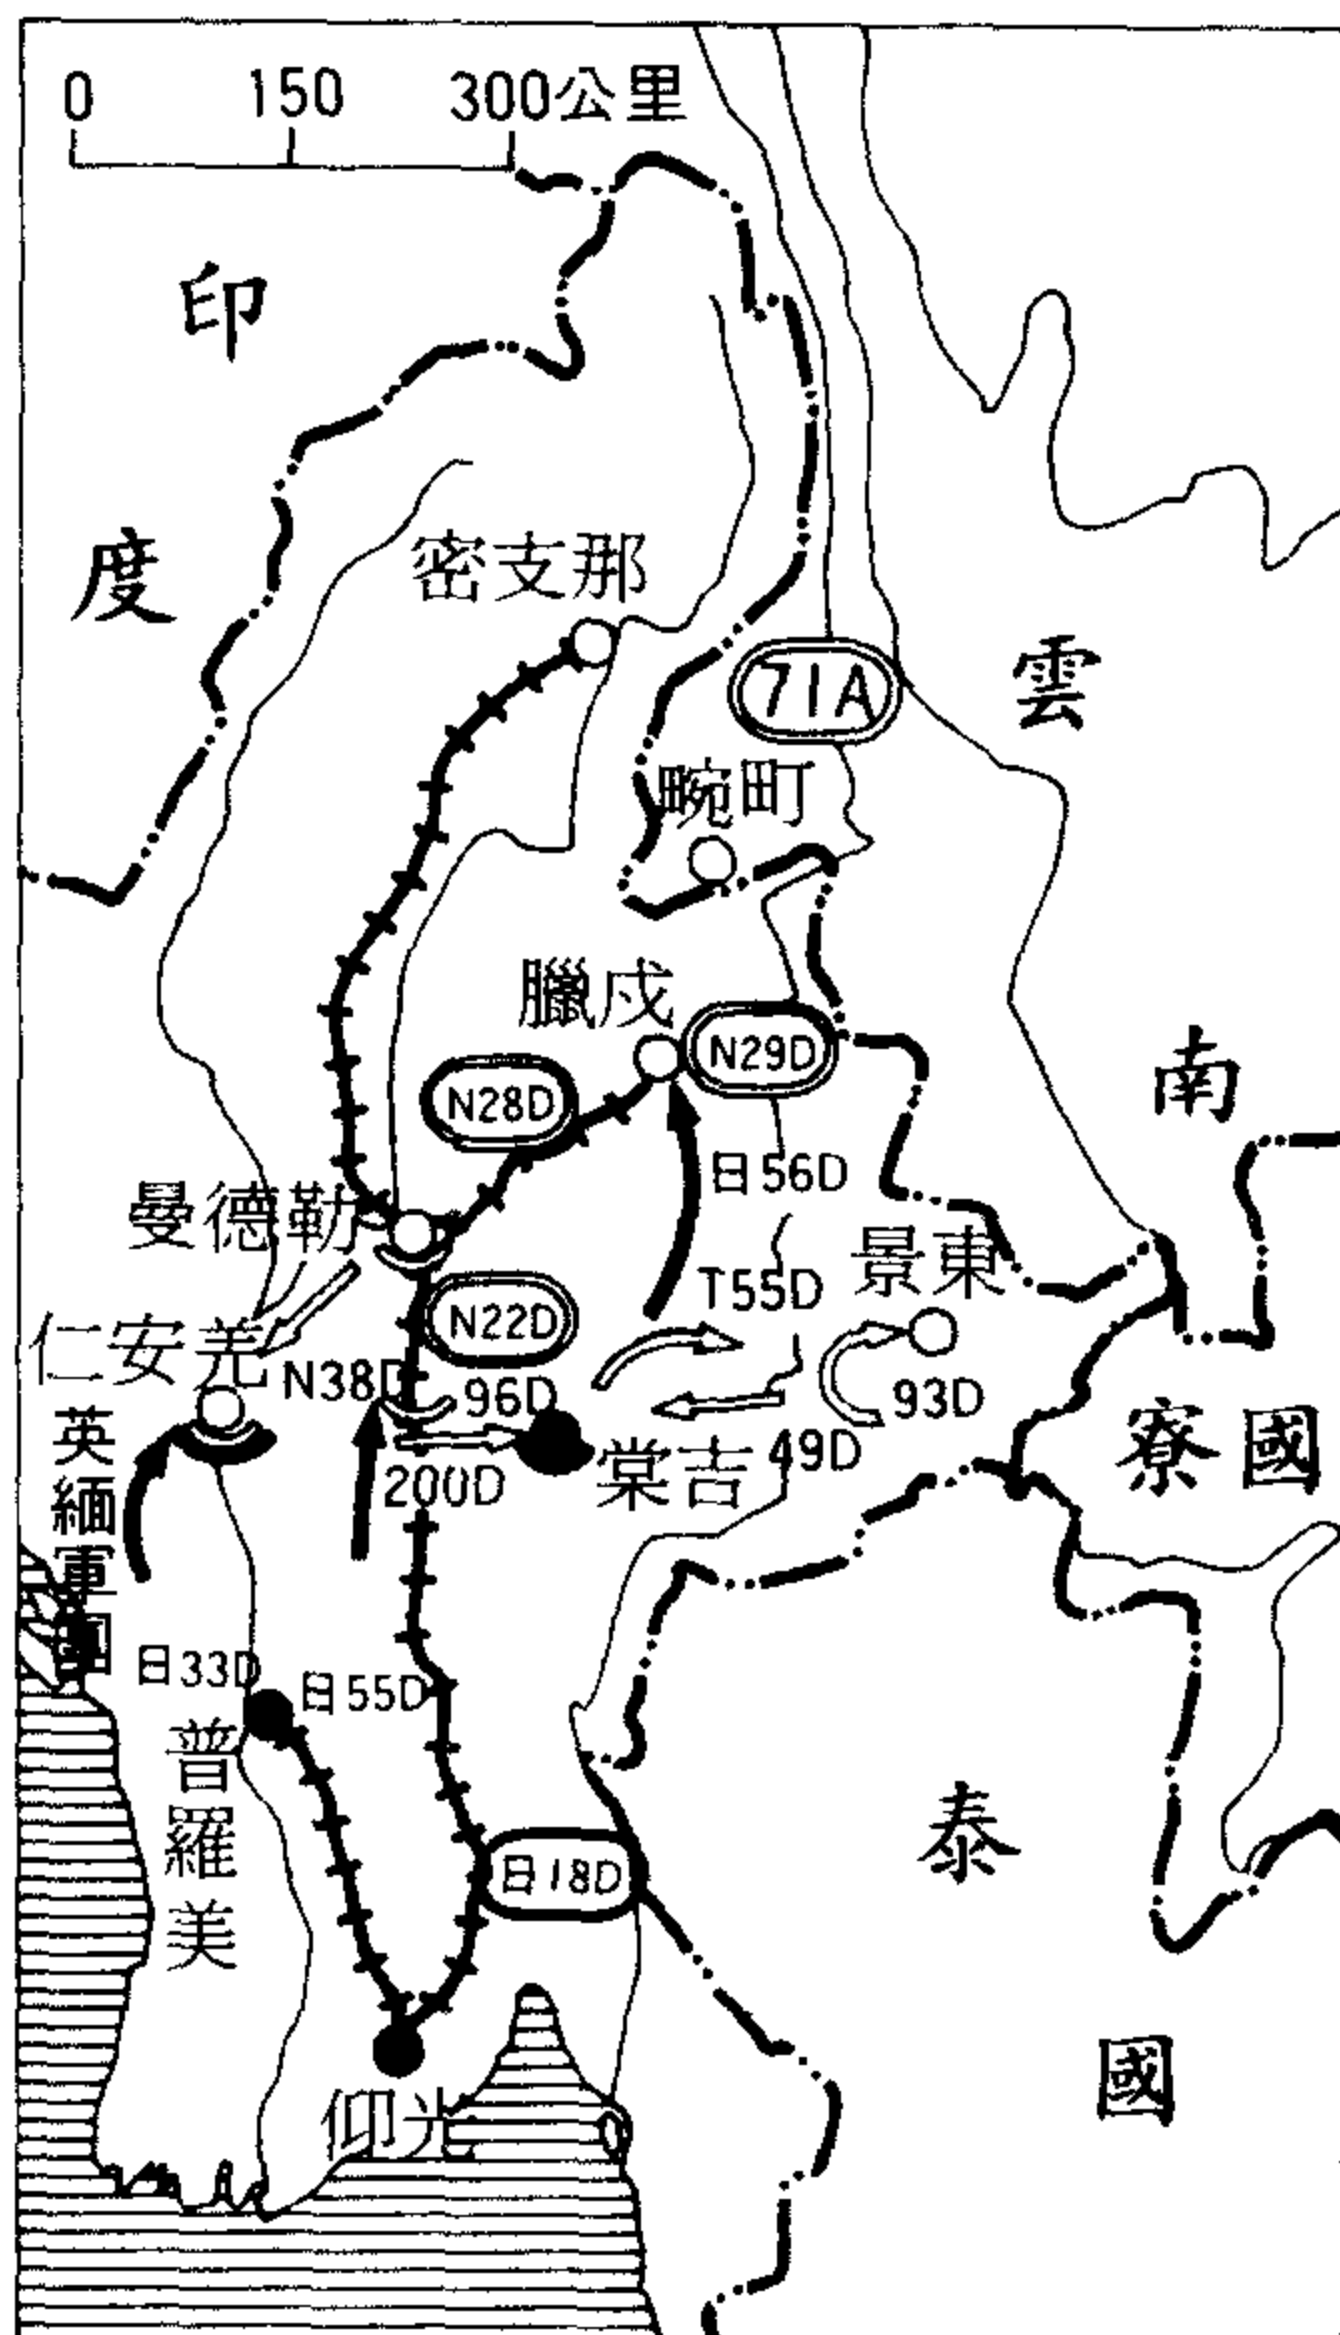 0 150 300公里
印度
密支那
雲南
71A
畹町
臘戍
N29D
N28D
日56D
曼德勒
景東
T55D
N22D
仁安羌
N38D
96D
93D
英緬軍團
200D
棠吉
49D
寮國
日33D
日55D
普羅美
泰國
日18D
仰光